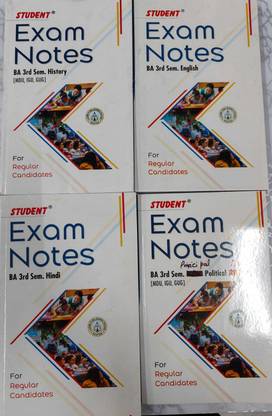 STUDENT®
Exam
Notes
BA 3rd Sem. History
[MDU, IGU, GUG]
For
Regular
Candidates
STUDENT®
Exam
Notes
BA 3rd Sem. English
For
Regular
Candidates
STUDENT®
Exam
Notes
BA 3rd Sem. Hindi
For
Regular
Candidates
STUDENT®
Exam
Notes
BA 3rd Sem. Political
[MDU, IGU, GUG]
For
Regular
Candidates